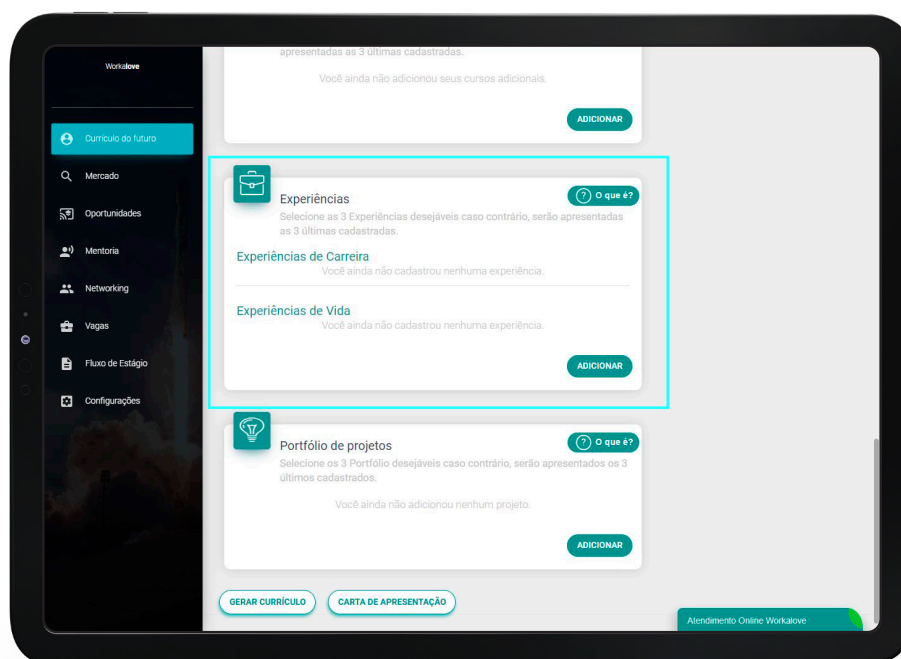 Workalove
Currículo do futuro
Mercado
Oportunidades
Mentoria
Networking
Vagas
Fluxo de Estágio
Configurações
apresentadas as 3 últimas cadastradas.
Você ainda não adicionou seus cursos adicionais.
ADICIONAR
Experiências
? O que é?
Selecione as 3 Experiências desejáveis caso contrário, serão apresentadas
as 3 últimas cadastradas.
Experiências de Carreira
Você ainda não cadastrou nenhuma experiência.
Experiências de Vida
Você ainda não cadastrou nenhuma experiência.
ADICIONAR
Portfólio de projetos
? O que é?
Selecione os 3 Portfólio desejáveis caso contrário, serão apresentados os 3
últimos cadastrados.
Você ainda não adicionou nenhum projeto.
ADICIONAR
GERAR CURRÍCULO
CARTA DE APRESENTAÇÃO
Atendimento Online Workalove